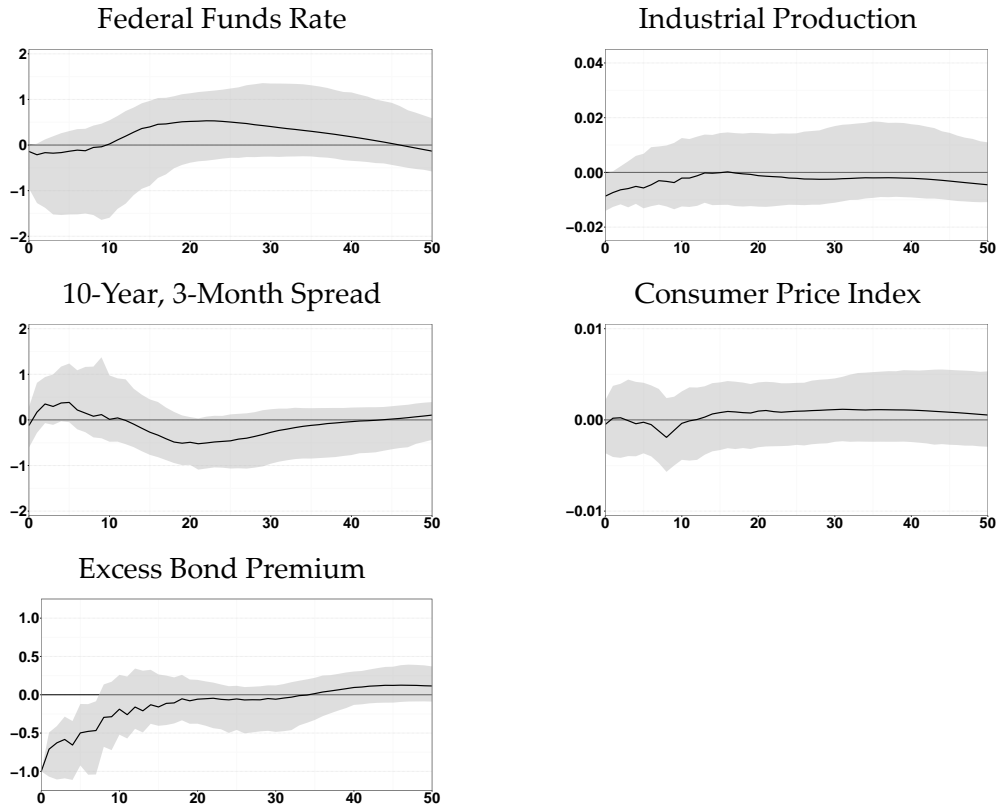 Federal Funds Rate
2
1
0
−1
−2
0 10 20 30 40 50
Industrial Production
0.04
0.02
0.00
−0.02
0 10 20 30 40 50
10-Year, 3-Month Spread
2
1
0
−1
−2
0 10 20 30 40 50
Consumer Price Index
0.01
0.00
−0.01
0 10 20 30 40 50
Excess Bond Premium
1.0
0.5
0.0
−0.5
−1.0
0 10 20 30 40 50